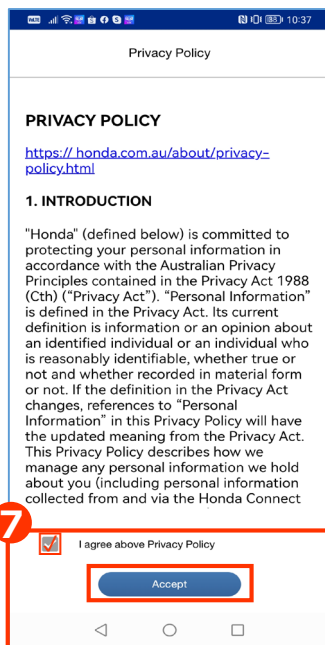 10:37
Privacy Policy
PRIVACY POLICY
https:// honda.com.au/about/privacy-
policy.html
1. INTRODUCTION
"Honda" (defined below) is committed to
protecting your personal information in
accordance with the Australian Privacy
Principles contained in the Privacy Act 1988
(Cth) (“Privacy Act”). “Personal Information”
is defined in the Privacy Act. Its current
definition is information or an opinion about
an identified individual or an individual who
is reasonably identifiable, whether true or
not and whether recorded in material form
or not. If the definition in the Privacy Act
changes, references to “Personal
Information” in this Privacy Policy will have
the updated meaning from the Privacy Act.
This Privacy Policy describes how we
manage any personal information we hold
about you (including personal information
collected from and via the Honda Connect
7
I agree above Privacy Policy
Accept